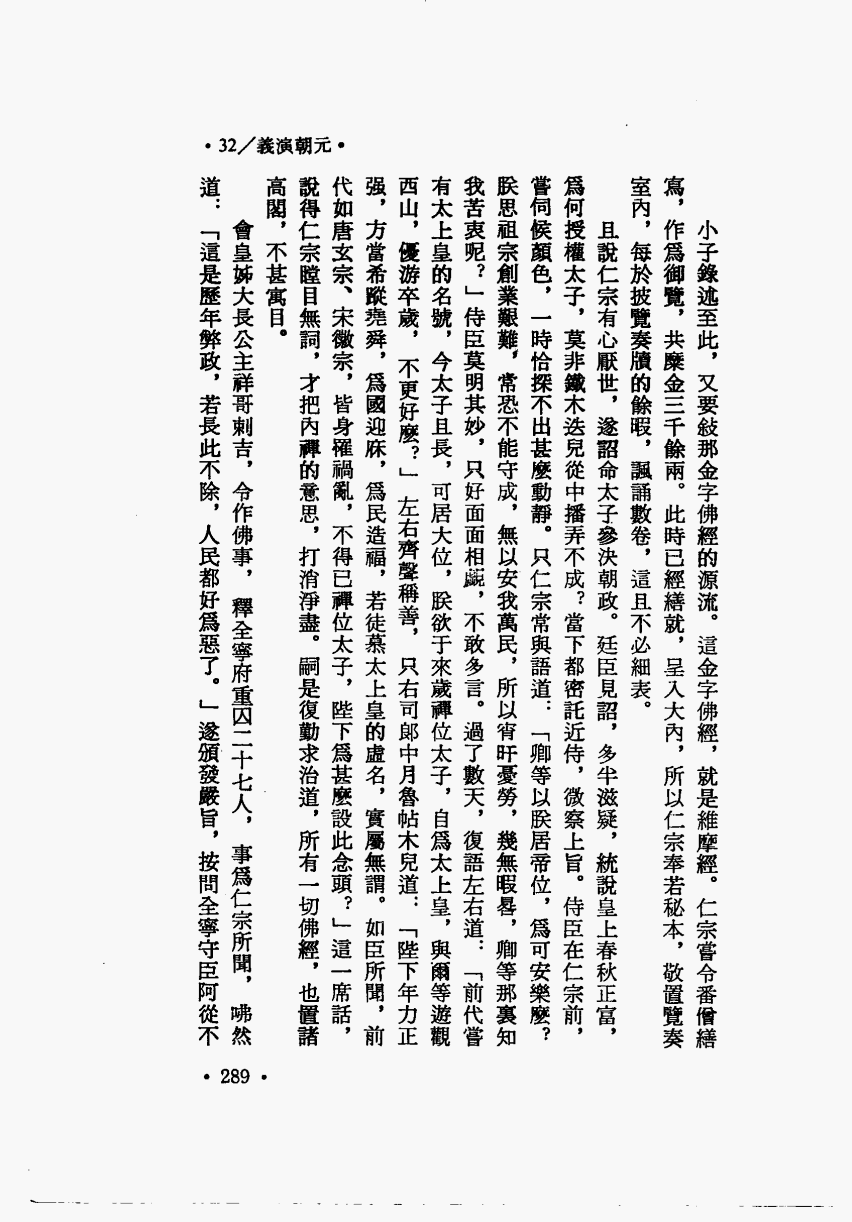 •32／義演朝元•
小子錄述至此，又要敍那金字佛經的源流。這金字佛經，就是維摩經。仁宗嘗令番僧繕
寫，作爲御覽，共糜金三千餘兩。此時已經繕就，呈入大內，所以仁宗奉若秘本，敬置覽奏
室內，每於披覽奏牘的餘暇，諷誦數卷，這且不必細表。
且說仁宗有心厭世，遂詔命太子參決朝政。廷臣見詔，多半滋疑，統說皇上春秋正富，
爲何授權太子，莫非鐵木迭兒從中播弄不成？當下都密託近侍，微察上旨。侍臣在仁宗前，
嘗伺候顏色，一時恰探不出甚麼動靜。只仁宗常與語道：「卿等以朕居帝位，爲可安樂麼？
朕思祖宗創業艱難，常恐不能守成，無以安我萬民，所以宵旰憂勞，幾無暇晷，卿等那裏知
我苦衷呢？」侍臣莫明其妙，只好面面相覷，不敢多言。過了數天，復語左右道：「前代嘗
有太上皇的名號，今太子且長，可居大位，朕欲于來歲禪位太子，自爲太上皇，與爾等遊觀
西山，優游卒歲，不更好麼？」左右齊聲稱善，只右司郞中月魯帖木兒道：「陛下年力正
强，方當希蹤堯舜，爲國迎庥，爲民造福，若徒慕太上皇的虛名，實屬無謂。如臣所聞，前
代如唐玄宗、宋徽宗，皆身罹禍亂，不得已禪位太子，陛下爲甚麼設此念頭？」這一席話，
說得仁宗瞠目無詞，才把內禪的意思，打消淨盡。嗣是復勤求治道，所有一切佛經，也置諸
高閣，不甚寓目。
會皇姊大長公主祥哥剌吉，令作佛事，釋全寧府重囚二十七人，事爲仁宗所聞，咈然
道：「這是歷年弊政，若長此不除，人民都好爲惡了。」遂頒發嚴旨，按問全寧守臣阿從不
•289•